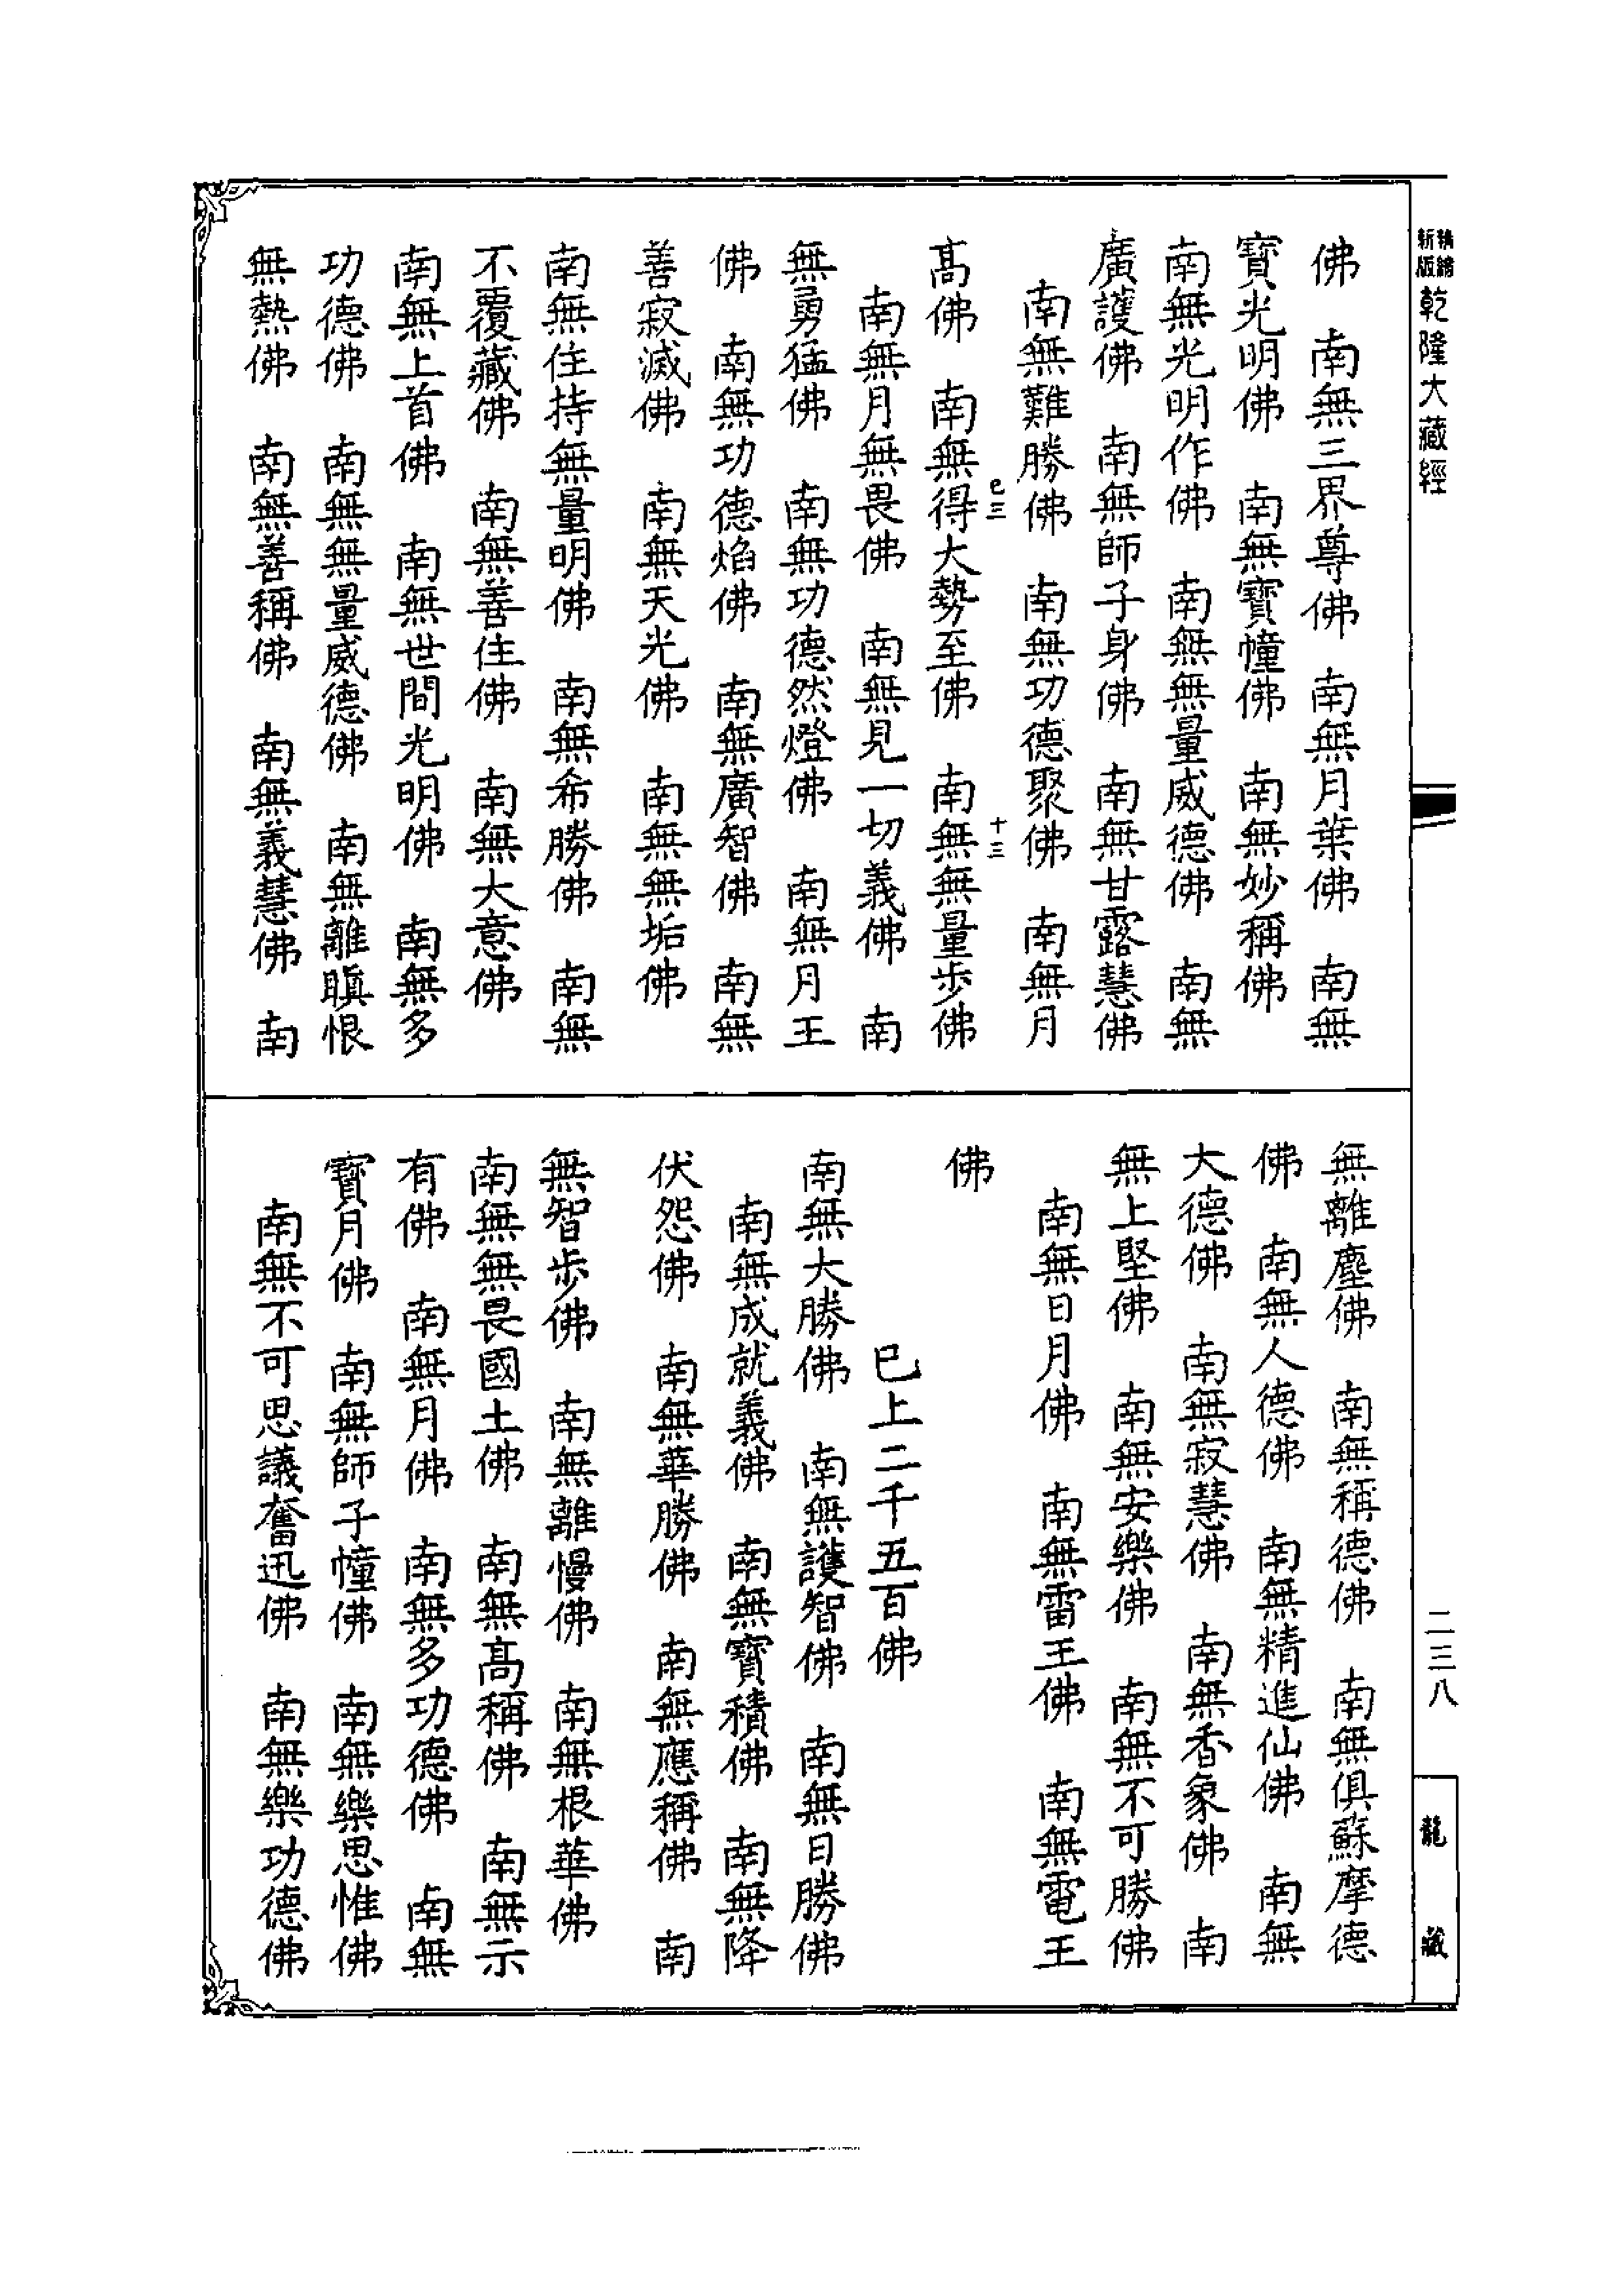 新版精繡乾隆大藏經
佛　南無三界尊佛　南無月葉佛　南無
寶光明佛　南無寶幢佛　南無妙稱佛
南無光明作佛　南無無量威德佛　南無
廣護佛　南無師子身佛　南無甘露慧佛
南無難勝佛　南無功德聚佛　南無月
高佛　南無得大勢至佛　南無無量步佛
南無月無畏佛　南無見一切義佛　南
無勇猛佛　南無功德然燈佛　南無月王
佛　南無功德焰佛　南無廣智佛　南無
善寂滅佛　南無天光佛　南無無垢佛
南無住持無量明佛　南無希勝佛　南無
不覆藏佛　南無善住佛　南無大意佛
南無上首佛　南無世間光明佛　南無多
功德佛　南無無量威德佛　南無離瞋恨
無熱佛　南無善稱佛　南無義慧佛　南
已三　十三
無離塵佛　南無稱德佛　南無俱蘇摩德
佛　南無人德佛　南無精進仙佛　南無
大德佛　南無寂慧佛　南無香象佛　南
無上堅佛　南無安樂佛　南無不可勝佛
南無日月佛　南無雷王佛　南無電王
佛
已上二千五百佛
南無大勝佛　南無護智佛　南無日勝佛
南無成就義佛　南無寶積佛　南無降
伏怨佛　南無華勝佛　南無應稱佛　南
無智步佛　南無離慢佛　南無根華佛
南無無畏國土佛　南無高稱佛　南無示
有佛　南無月佛　南無多功德佛　南無
寶月佛　南無師子幢佛　南無樂思惟佛
南無不可思議奮迅佛　南無樂功德佛
二三八
龍藏